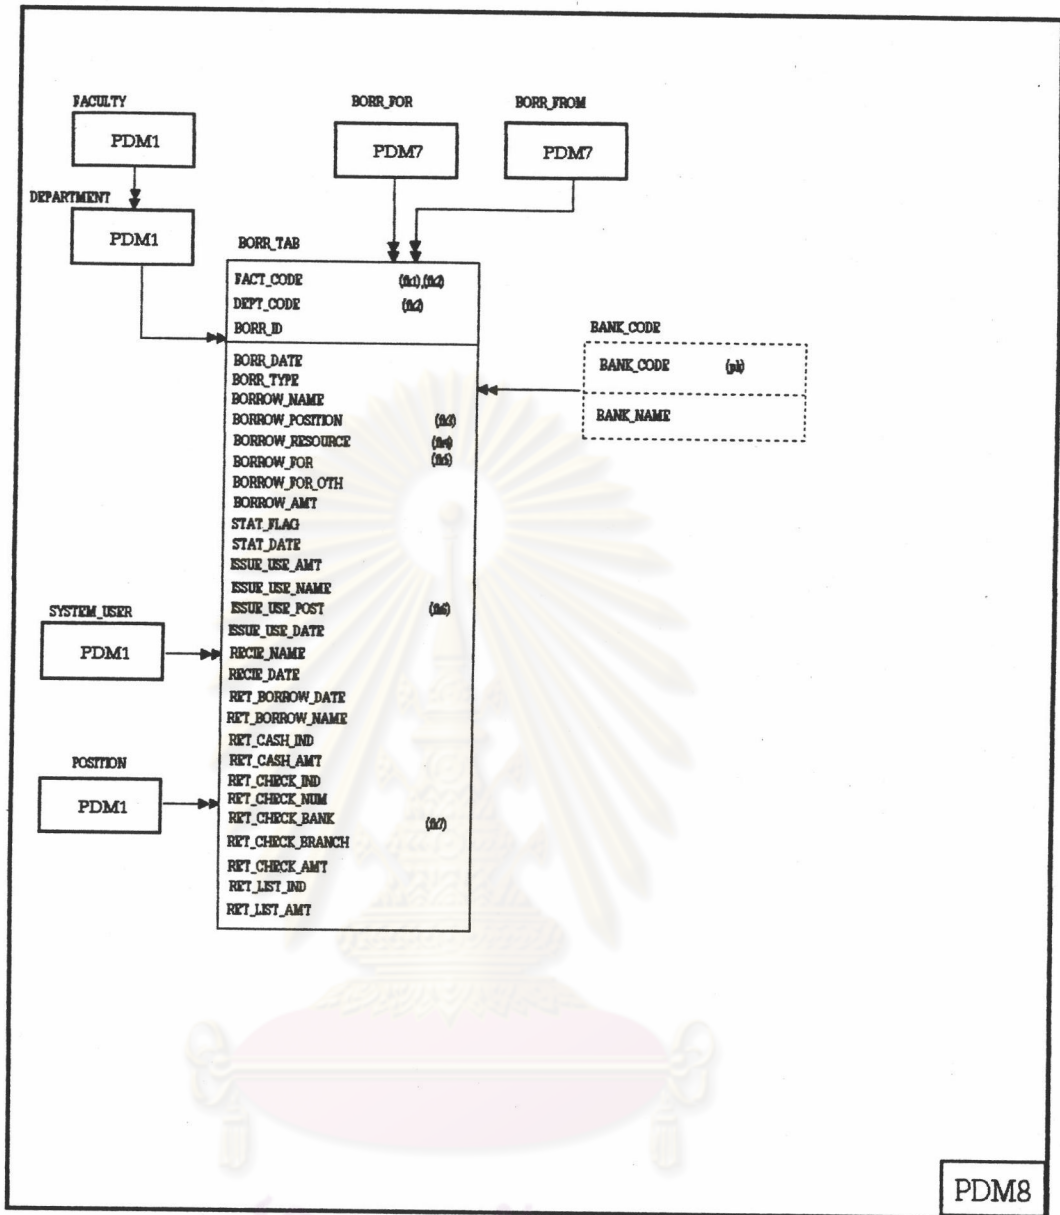 FACULTY
PDM1
BORR_FOR
PDM7
BORR_FROM
PDM7
DEPARTMENT
PDM1
BORR_TAB
FACT_CODE (fk1),(fk2)
DEPT_CODE (fk2)
BORR_ID
BORR_DATE
BORR_TYPE
BORROW_NAME
BORROW_POSITION (fk3)
BORROW_RESOURCE (fk4)
BORROW_FOR (fk5)
BORROW_FOR_OTH
BORROW_AMT
STAT_FLAG
STAT_DATE
ISSUE_USE_AMT
ISSUE_USE_NAME
ISSUE_USE_POST (fk6)
ISSUE_USE_DATE
RECIE_NAME
RECIE_DATE
RET_BORROW_DATE
RET_BORROW_NAME
RET_CASH_IND
RET_CASH_AMT
RET_CHECK_IND
RET_CHECK_NUM
RET_CHECK_BANK (fk7)
RET_CHECK_BRANCH
RET_CHECK_AMT
RET_LIST_IND
RET_LIST_AMT
BANK_CODE
BANK_CODE (pk)
BANK_NAME
SYSTEM_USER
PDM1
POSITION
PDM1
PDM8